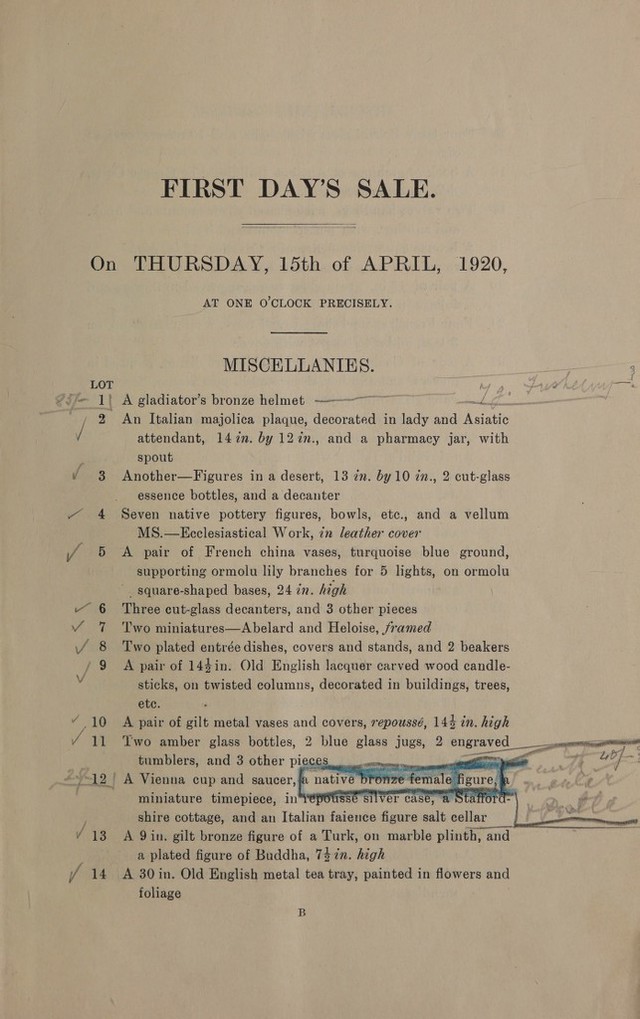 FIRST DAY'S SALE.
On THURSDAY, 15th of APRIL, 1920,
AT ONE O'CLOCK PRECISELY.
MISCELLANIES.
LOT
1 A gladiator's bronze helmet
2 An Italian majolica plaque, decorated in lady and Asiatic
attendant, 14 in. by 12 in., and a pharmacy jar, with
spout
3 Another—Figures in a desert, 13 in. by 10 in., 2 cut-glass
essence bottles, and a decanter
4 Seven native pottery figures, bowls, etc., and a vellum
MS.—Ecclesiastical Work, in leather cover
5 A pair of French china vases, turquoise blue ground,
supporting ormolu lily branches for 5 lights, on ormolu
square-shaped bases, 24 in. high
6 Three cut-glass decanters, and 3 other pieces
7 Two miniatures—Abelard and Heloise, framed
8 Two plated entrée dishes, covers and stands, and 2 beakers
9 A pair of 14½ in. Old English lacquer carved wood candle-
sticks, on twisted columns, decorated in buildings, trees,
etc.
10 A pair of gilt metal vases and covers, repoussé, 14½ in. high
11 Two amber glass bottles, 2 blue glass jugs, 2 engraved
tumblers, and 3 other pieces
12 A Vienna cup and saucer, a native bronze female figure, a
miniature timepiece, in repoussé silver case, a Stafford-
shire cottage, and an Italian faience figure salt cellar
13 A 9 in. gilt bronze figure of a Turk, on marble plinth, and
a plated figure of Buddha, 7½ in. high
14 A 30 in. Old English metal tea tray, painted in flowers and
foliage
B